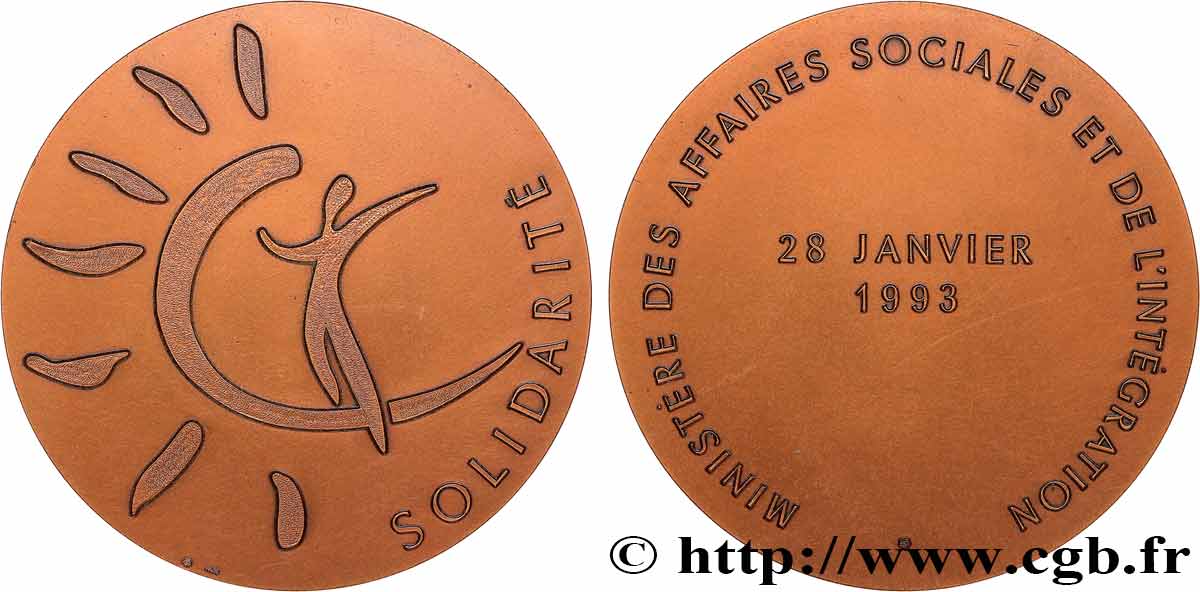 SOLIDARITÉ
MINISTÈRE DES AFFAIRES SOCIALES ET DE L'INTÉGRATION
28 JANVIER
1993
© http://www.cgb.fr